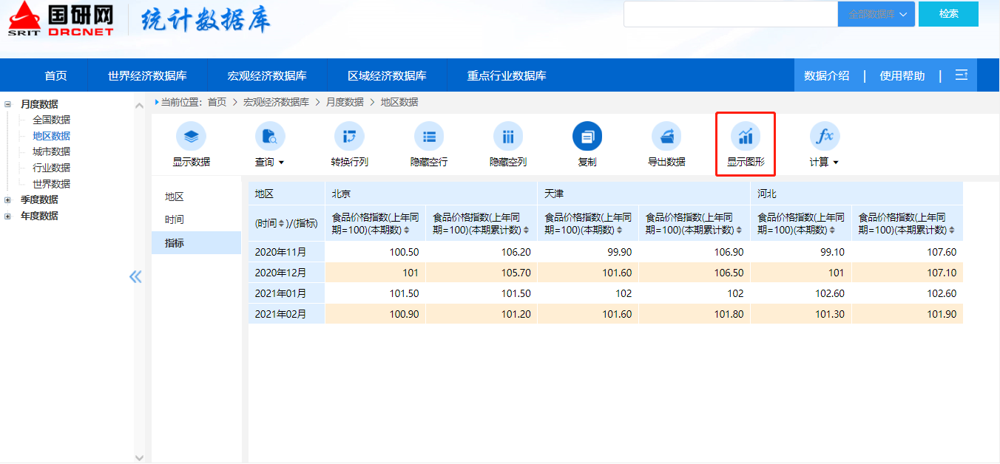 国研网
SRIT DRCNET
统计数据库
全部数据库
检索
首页 世界经济数据库 宏观经济数据库 区域经济数据库 重点行业数据库 数据介绍 | 使用帮助 |
月度数据
全国数据
地区数据
城市数据
行业数据
世界数据
季度数据
年度数据
当前位置: 首页 > 宏观经济数据库 > 月度数据 > 地区数据
显示数据 查询 转换行列 隐藏空行 隐藏空列 复制 导出数据 显示图形 fx 计算
地区
时间
指标
地区 北京 天津 河北
(时间)/(指标) 食品价格指数(上年同期=100)(本期数) 食品价格指数(上年同期=100)(本期累计数) 食品价格指数(上年同期=100)(本期数) 食品价格指数(上年同期=100)(本期累计数) 食品价格指数(上年同期=100)(本期数) 食品价格指数(上年同期=100)(本期累计数)
2020年11月 100.50 106.20 99.90 106.90 99.10 107.60
2020年12月 101 105.70 101.60 106.50 101 107.10
2021年01月 101.50 101.50 102 102 102.60 102.60
2021年02月 100.90 101.20 101.60 101.80 101.30 101.90